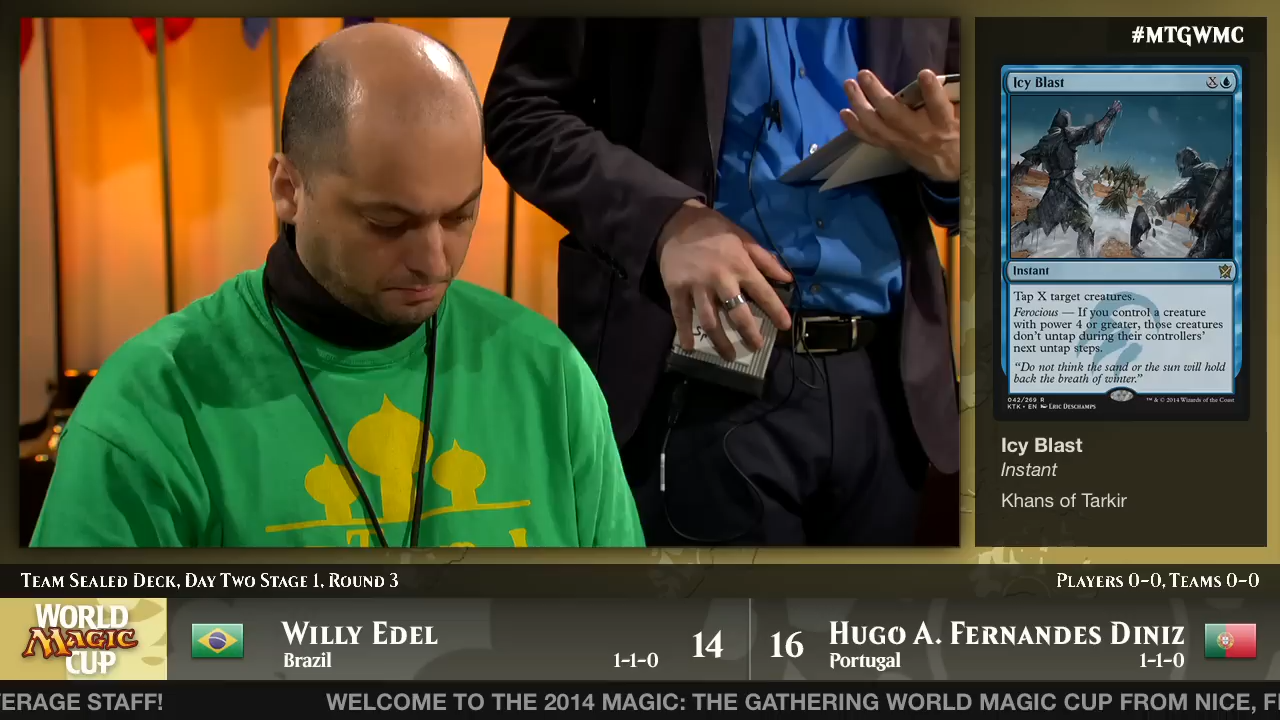 #MTGWMC
Icy Blast
X
Instant
Tap X target creatures.
Ferocious — If you control a creature
with power 4 or greater, those creatures
don't untap during their controllers'
next untap steps.
"Do not think the sand or the sun will hold
back the breath of winter."
042/269 R
KTK • EN Eric Deschamps
™ & © 2014 Wizards of the Coast
Icy Blast
Instant
Khans of Tarkir
Team Sealed Deck, Day Two Stage 1, Round 3
Players 0-0, Teams 0-0
WORLD
MAGIC
CUP
Willy Edel
Brazil
1-1-0
14
16
Hugo A. Fernandes Diniz
Portugal
1-1-0
ERAGE STAFF!
WELCOME TO THE 2014 MAGIC: THE GATHERING WORLD MAGIC CUP FROM NICE, F